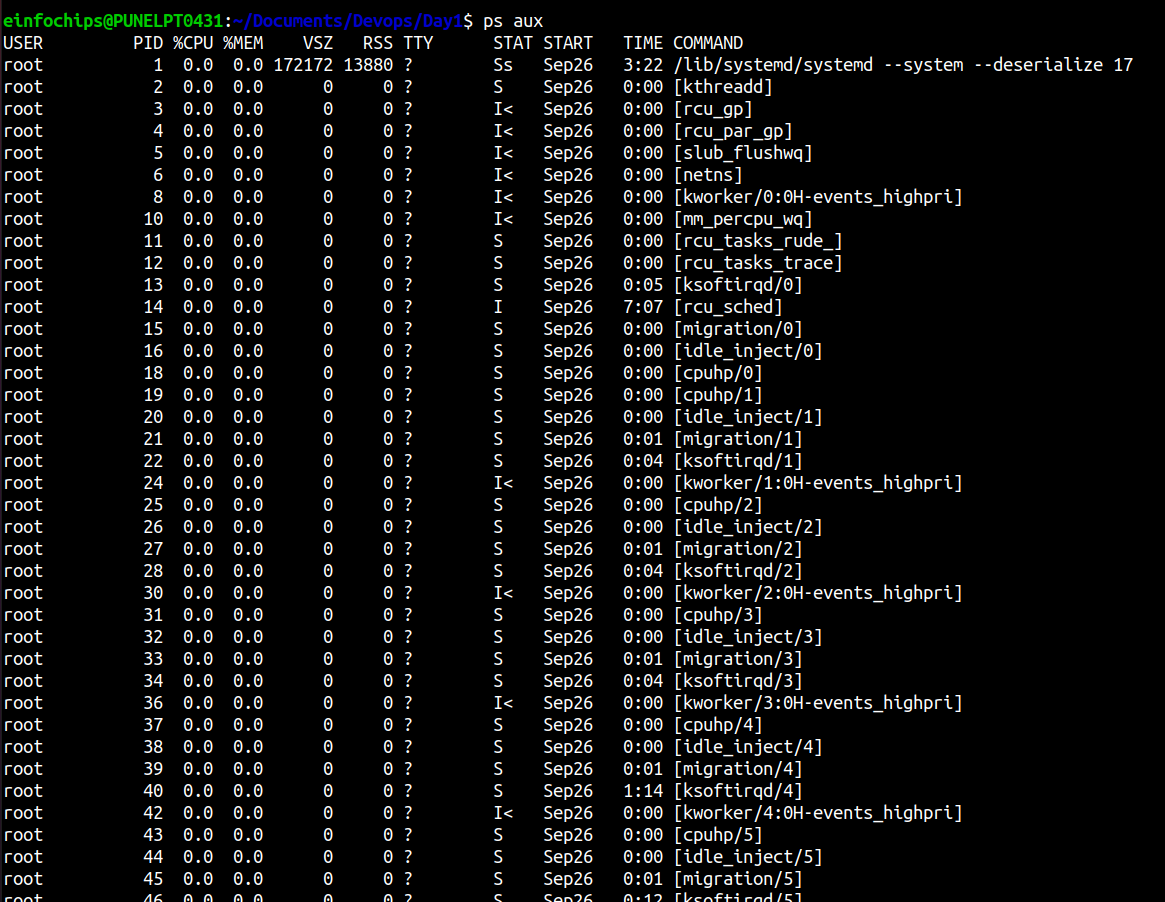 einfochips@PUNELPT0431:~/Documents/Devops/Day1$ ps aux
USER         PID %CPU %MEM    VSZ   RSS TTY      STAT START   TIME COMMAND
root           1  0.0  0.0 172172 13880 ?        Ss   Sep26   3:22 /lib/systemd/systemd --system --deserialize 17
root           2  0.0  0.0      0     0 ?        S    Sep26   0:00 [kthreadd]
root           3  0.0  0.0      0     0 ?        I<   Sep26   0:00 [rcu_gp]
root           4  0.0  0.0      0     0 ?        I<   Sep26   0:00 [rcu_par_gp]
root           5  0.0  0.0      0     0 ?        I<   Sep26   0:00 [slub_flushwq]
root           6  0.0  0.0      0     0 ?        I<   Sep26   0:00 [netns]
root           8  0.0  0.0      0     0 ?        I<   Sep26   0:00 [kworker/0:0H-events_highpri]
root          10  0.0  0.0      0     0 ?        I<   Sep26   0:00 [mm_percpu_wq]
root          11  0.0  0.0      0     0 ?        S    Sep26   0:00 [rcu_tasks_rude_]
root          12  0.0  0.0      0     0 ?        S    Sep26   0:00 [rcu_tasks_trace]
root          13  0.0  0.0      0     0 ?        S    Sep26   0:05 [ksoftirqd/0]
root          14  0.0  0.0      0     0 ?        I    Sep26   7:07 [rcu_sched]
root          15  0.0  0.0      0     0 ?        S    Sep26   0:00 [migration/0]
root          16  0.0  0.0      0     0 ?        S    Sep26   0:00 [idle_inject/0]
root          18  0.0  0.0      0     0 ?        S    Sep26   0:00 [cpuhp/0]
root          19  0.0  0.0      0     0 ?        S    Sep26   0:00 [cpuhp/1]
root          20  0.0  0.0      0     0 ?        S    Sep26   0:00 [idle_inject/1]
root          21  0.0  0.0      0     0 ?        S    Sep26   0:01 [migration/1]
root          22  0.0  0.0      0     0 ?        S    Sep26   0:04 [ksoftirqd/1]
root          24  0.0  0.0      0     0 ?        I<   Sep26   0:00 [kworker/1:0H-events_highpri]
root          25  0.0  0.0      0     0 ?        S    Sep26   0:00 [cpuhp/2]
root          26  0.0  0.0      0     0 ?        S    Sep26   0:00 [idle_inject/2]
root          27  0.0  0.0      0     0 ?        S    Sep26   0:01 [migration/2]
root          28  0.0  0.0      0     0 ?        S    Sep26   0:04 [ksoftirqd/2]
root          30  0.0  0.0      0     0 ?        I<   Sep26   0:00 [kworker/2:0H-events_highpri]
root          31  0.0  0.0      0     0 ?        S    Sep26   0:00 [cpuhp/3]
root          32  0.0  0.0      0     0 ?        S    Sep26   0:00 [idle_inject/3]
root          33  0.0  0.0      0     0 ?        S    Sep26   0:01 [migration/3]
root          34  0.0  0.0      0     0 ?        S    Sep26   0:04 [ksoftirqd/3]
root          36  0.0  0.0      0     0 ?        I<   Sep26   0:00 [kworker/3:0H-events_highpri]
root          37  0.0  0.0      0     0 ?        S    Sep26   0:00 [cpuhp/4]
root          38  0.0  0.0      0     0 ?        S    Sep26   0:00 [idle_inject/4]
root          39  0.0  0.0      0     0 ?        S    Sep26   0:01 [migration/4]
root          40  0.0  0.0      0     0 ?        S    Sep26   1:14 [ksoftirqd/4]
root          42  0.0  0.0      0     0 ?        I<   Sep26   0:00 [kworker/4:0H-events_highpri]
root          43  0.0  0.0      0     0 ?        S    Sep26   0:00 [cpuhp/5]
root          44  0.0  0.0      0     0 ?        S    Sep26   0:00 [idle_inject/5]
root          45  0.0  0.0      0     0 ?        S    Sep26   0:01 [migration/5]
root          46  0.0  0.0      0     0 ?        S    Sep26   0:12 [ksoftirqd/5]